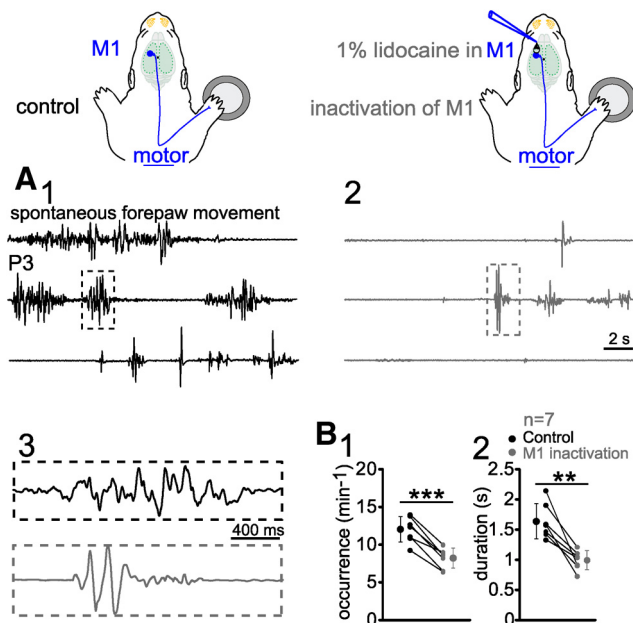 M1
control
motor
1% lidocaine in M1
inactivation of M1
motor
A1
spontaneous forepaw movement
P3
2
2 s
3
400 ms
B1
occurrence (min-1)
20
15
10
5
0
***
2
n=7
Control
M1 inactivation
duration (s)
2.5
2
1.5
1
0.5
0
**